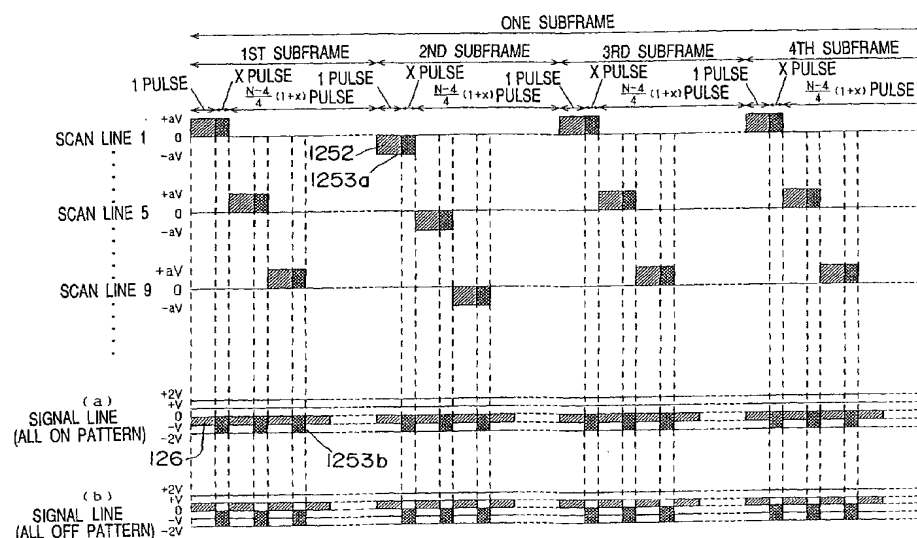 ONE SUBFRAME
1ST SUBFRAME 2ND SUBFRAME 3RD SUBFRAME 4TH SUBFRAME
1 PULSE X PULSE N-4/4 (1+x) PULSE 1 PULSE X PULSE N-4/4 (1+x) PULSE 1 PULSE X PULSE N-4/4 (1+x) PULSE 1 PULSE X PULSE N-4/4 (1+x) PULSE
SCAN LINE 1 +aV 0 -aV
1252
1253a
SCAN LINE 5 +aV 0 -aV
SCAN LINE 9 +aV 0 -aV
(a)
SIGNAL LINE
(ALL ON PATTERN)
+2V
+V
0
-V
-2V
126
1253b
(b)
SIGNAL LINE
(ALL OFF PATTERN)
+2V
+V
0
-V
-2V